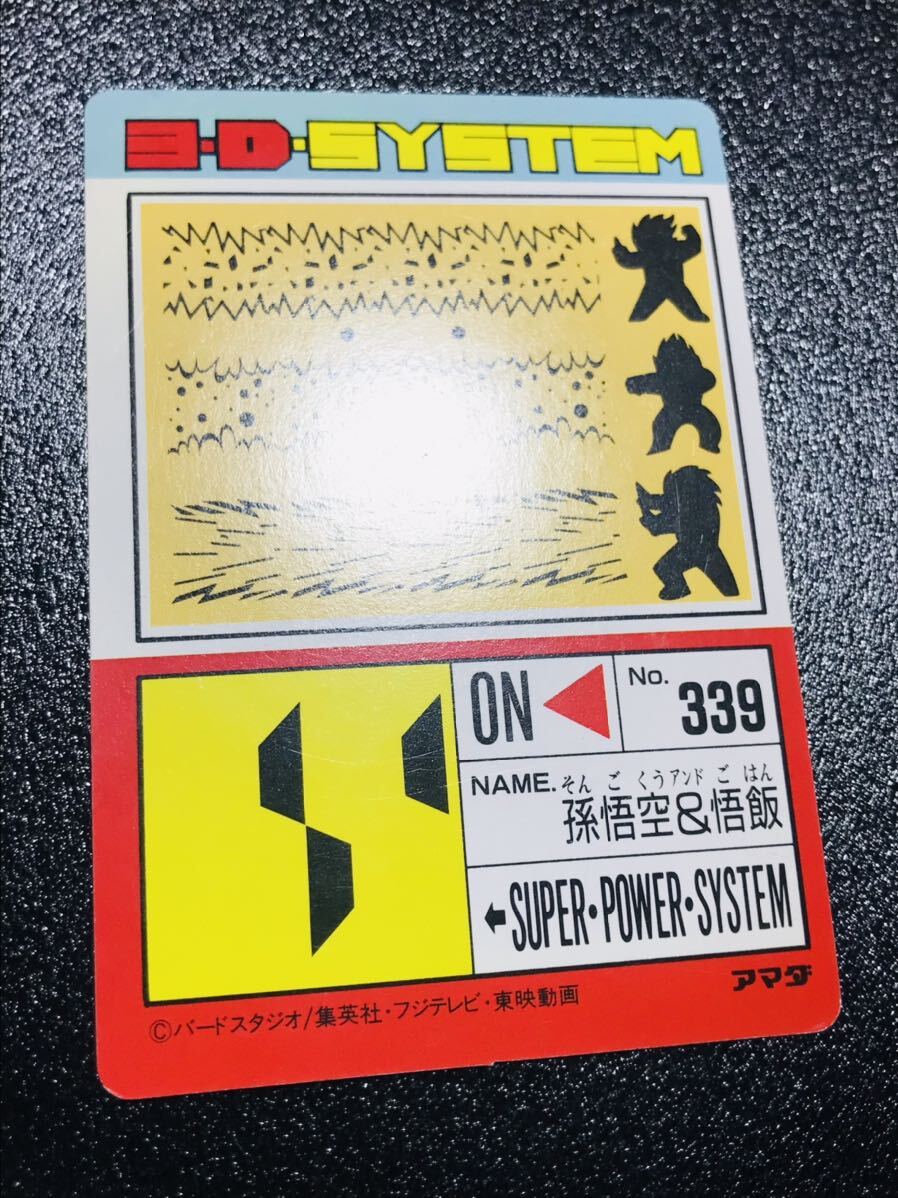 3・D・SYSTEM
ON
No. 339
そんごくうアンドごはん
NAME. 孫悟空&悟飯
←SUPER・POWER・SYSTEM
アマダ
©バードスタジオ/集英社・フジテレビ・東映動画